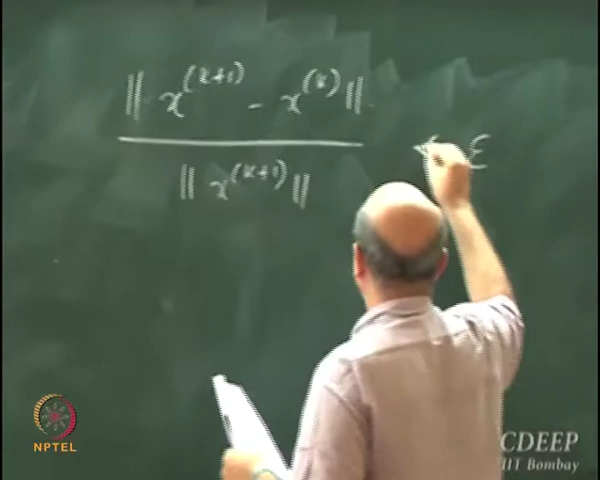 || x^(k+1) - x^(k) ||
|| x^(k+1) ||
ε
NPTEL
CDEEP
IIT Bombay